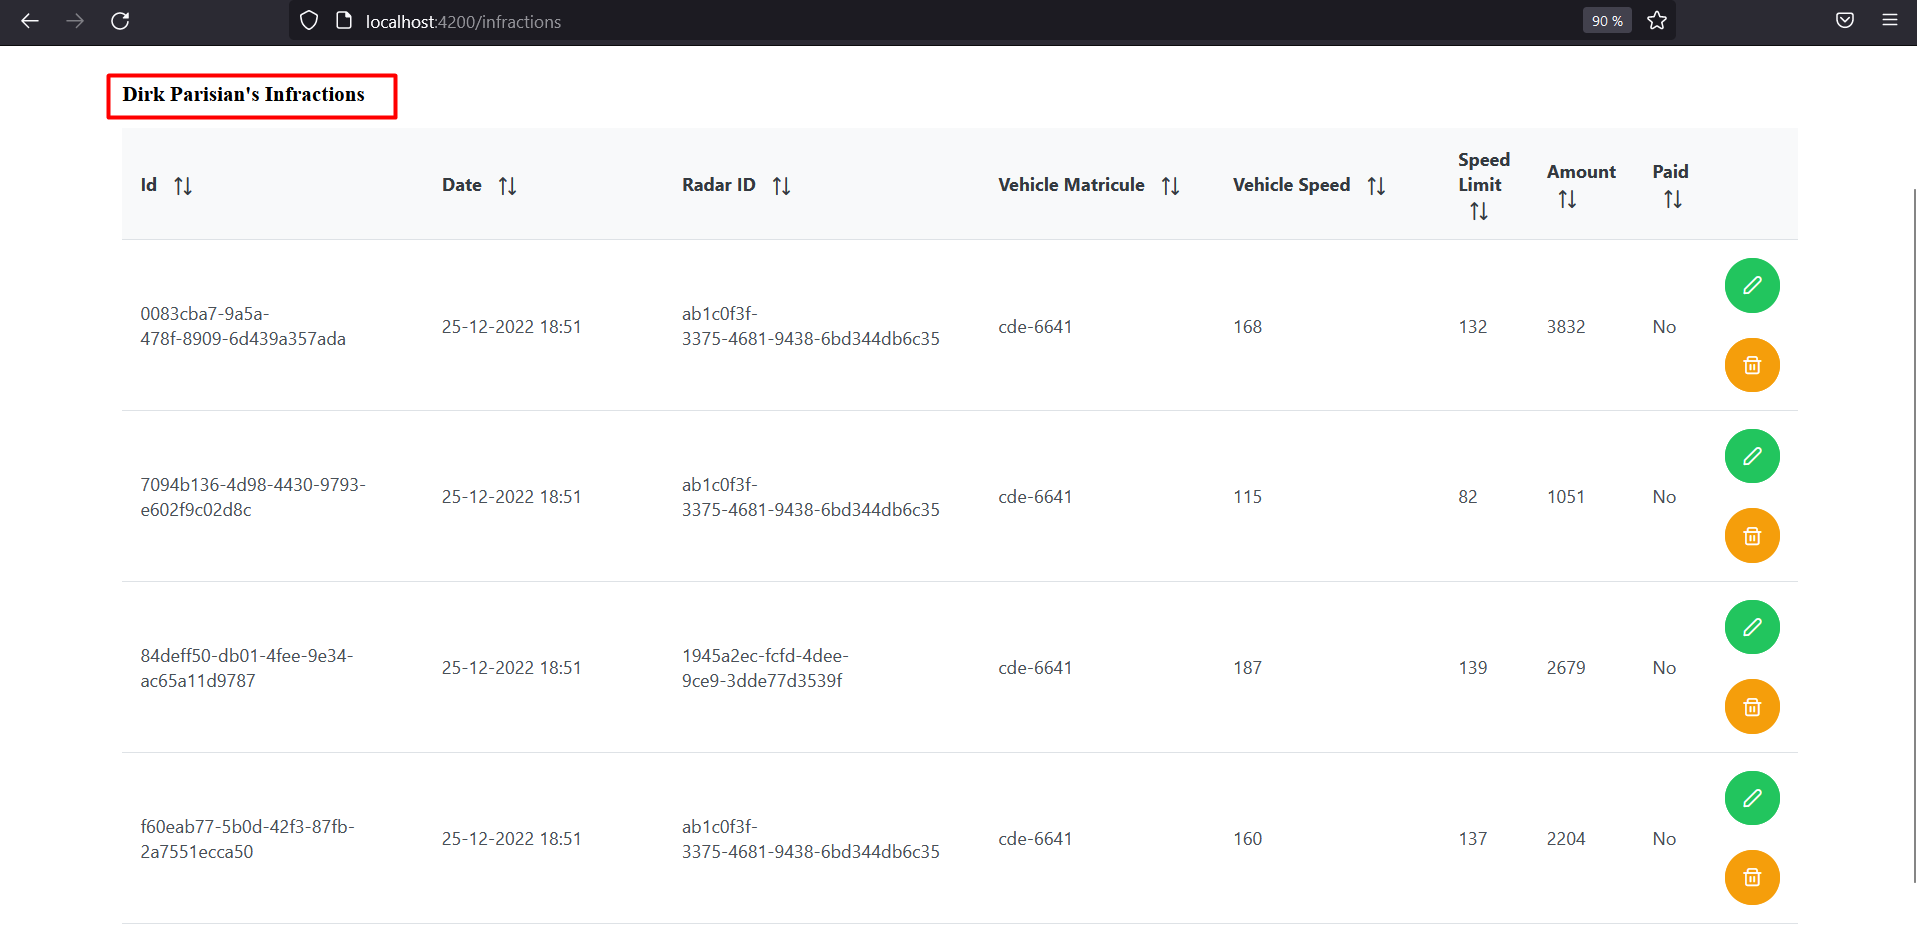 localhost:4200/infractions
90 %
Dirk Parisian's Infractions
Id Date Radar ID Vehicle Matricule Vehicle Speed Speed Limit Amount Paid
0083cba7-9a5a-
478f-8909-6d439a357ada
25-12-2022 18:51
ab1c0f3f-
3375-4681-9438-6bd344db6c35
cde-6641
168
132
3832
No
7094b136-4d98-4430-9793-
e602f9c02d8c
25-12-2022 18:51
ab1c0f3f-
3375-4681-9438-6bd344db6c35
cde-6641
115
82
1051
No
84deff50-db01-4fee-9e34-
ac65a11d9787
25-12-2022 18:51
1945a2ec-fcfd-4dee-
9ce9-3dde77d3539f
cde-6641
187
139
2679
No
f60eab77-5b0d-42f3-87fb-
2a7551ecca50
25-12-2022 18:51
ab1c0f3f-
3375-4681-9438-6bd344db6c35
cde-6641
160
137
2204
No